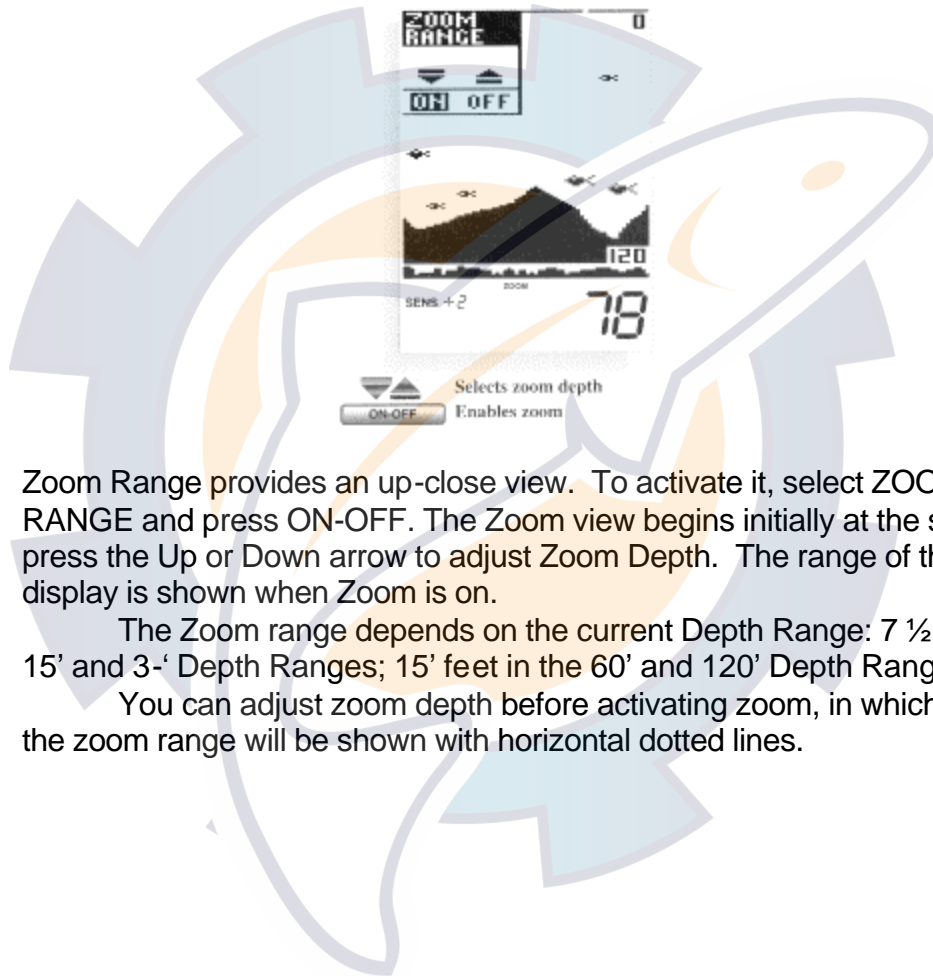 ZOOM 0
RANGE
ON OFF
120
ZOOM
SENS +2 78
Selects zoom depth
ON-OFF Enables zoom
Zoom Range provides an up-close view. To activate it, select ZOO
RANGE and press ON-OFF. The Zoom view begins initially at the s
press the Up or Down arrow to adjust Zoom Depth. The range of th
display is shown when Zoom is on.
The Zoom range depends on the current Depth Range: 7 ½
15’ and 3-‘ Depth Ranges; 15’ feet in the 60’ and 120’ Depth Rang
You can adjust zoom depth before activating zoom, in which
the zoom range will be shown with horizontal dotted lines.